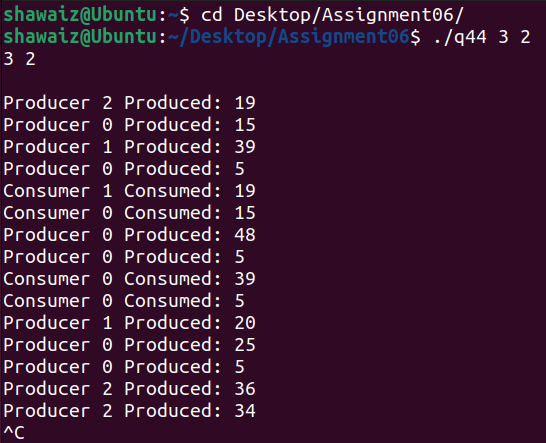 shawaiz@Ubuntu:~$ cd Desktop/Assignment06/
shawaiz@Ubuntu:~/Desktop/Assignment06$ ./q44 3 2
3 2
Producer 2 Produced: 19
Producer 0 Produced: 15
Producer 1 Produced: 39
Producer 0 Produced: 5
Consumer 1 Consumed: 19
Consumer 0 Consumed: 15
Producer 0 Produced: 48
Producer 0 Produced: 5
Consumer 0 Consumed: 39
Consumer 0 Consumed: 5
Producer 1 Produced: 20
Producer 0 Produced: 25
Producer 0 Produced: 5
Producer 2 Produced: 36
Producer 2 Produced: 34
^C